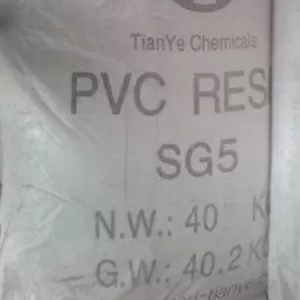 TianYe Chemicals
PVC RES
SG5
N.W.: 40 K
G.W.: 40.2 K